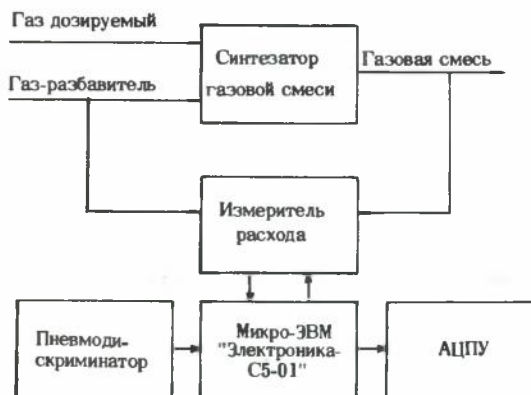 Газ дозируемый
Газ-разбавитель
Синтезатор
газовой смеси
Газовая смесь
Измеритель
расхода
Пневмоди-
скриминатор
Микро-ЭВМ
"Электроника-
С5-01"
АЦПУ